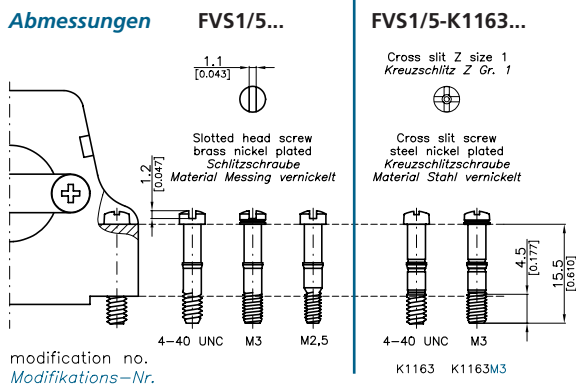 Abmessungen
FVS1/5...
FVS1/5-K1163...
1.1
[0.043]
Cross slit Z size 1
Kreuzschlitz Z Gr. 1
Slotted head screw
brass nickel plated
Schlitzschraube
Material Messing vernickelt
Cross slit screw
steel nickel plated
Kreuzschlitzschraube
Material Stahl vernickelt
1.2
[0.047]
4.5
[0.177]
15.5
[0.610]
4-40 UNC
M3
M2,5
4-40 UNC
M3
modification no.
Modifikations-Nr.
K1163
K1163M3